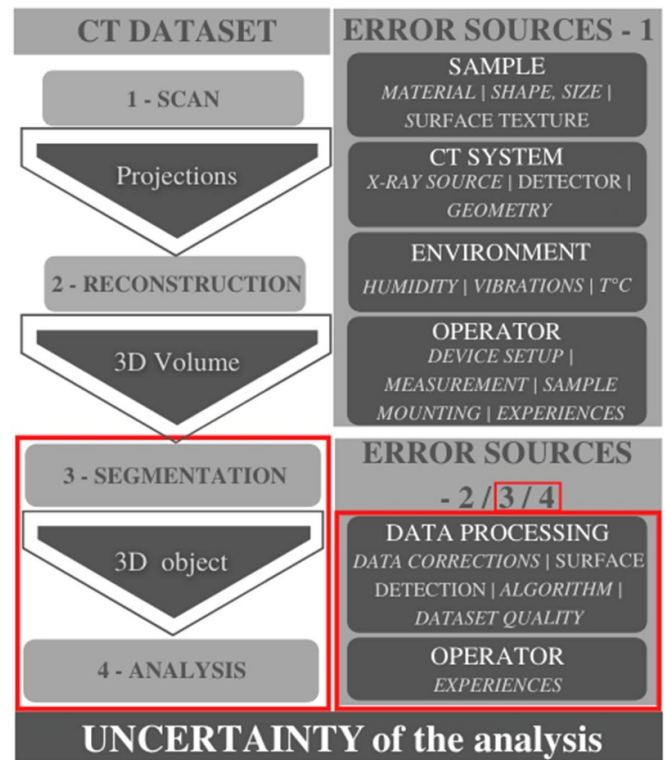 CT DATASET
1 - SCAN
Projections
2 - RECONSTRUCTION
3D Volume
3 - SEGMENTATION
3D object
4 - ANALYSIS
ERROR SOURCES - 1
SAMPLE
MATERIAL | SHAPE, SIZE |
SURFACE TEXTURE
CT SYSTEM
X-RAY SOURCE | DETECTOR |
GEOMETRY
ENVIRONMENT
HUMIDITY | VIBRATIONS | T°C
OPERATOR
DEVICE SETUP |
MEASUREMENT | SAMPLE
MOUNTING | EXPERIENCES
ERROR SOURCES
- 2 / 3 / 4
DATA PROCESSING
DATA CORRECTIONS | SURFACE
DETECTION | ALGORITHM |
DATASET QUALITY
OPERATOR
EXPERIENCES
UNCERTAINTY of the analysis